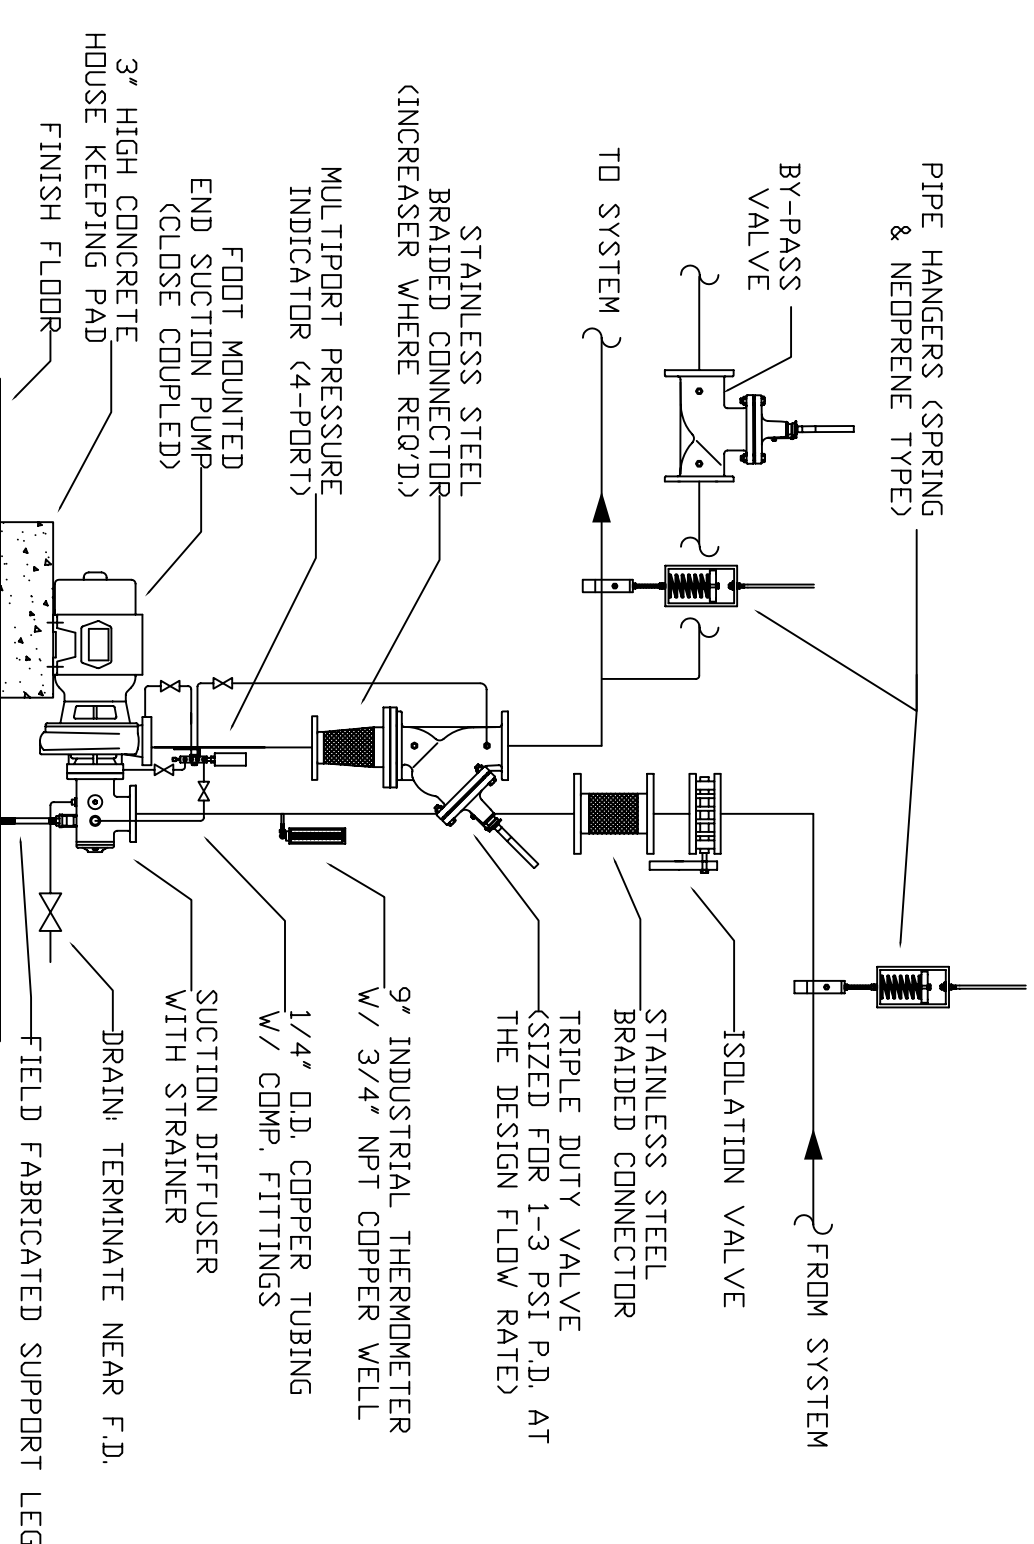 PIPE HANGERS (SPRING
& NEOPRENE TYPE)
BY-PASS
VALVE
TO SYSTEM
STAINLESS STEEL
BRAIDED CONNECTOR
(INCREASER WHERE REQ'D.)
MULTIPORT PRESSURE
INDICATOR (4-PORT)
FOOT MOUNTED
END SUCTION PUMP
(CLOSE COUPLED)
3" HIGH CONCRETE
HOUSE KEEPING PAD
FINISH FLOOR
FROM SYSTEM
ISOLATION VALVE
STAINLESS STEEL
BRAIDED CONNECTOR
TRIPLE DUTY VALVE
(SIZED FOR 1-3 PSI P.D. AT
THE DESIGN FLOW RATE)
9" INDUSTRIAL THERMOMETER
W/ 3/4" NPT COPPER WELL
1/4" O.D. COPPER TUBING
W/ COMP. FITTINGS
SUCTION DIFFUSER
WITH STRAINER
DRAIN: TERMINATE NEAR F.D.
FIELD FABRICATED SUPPORT LEG